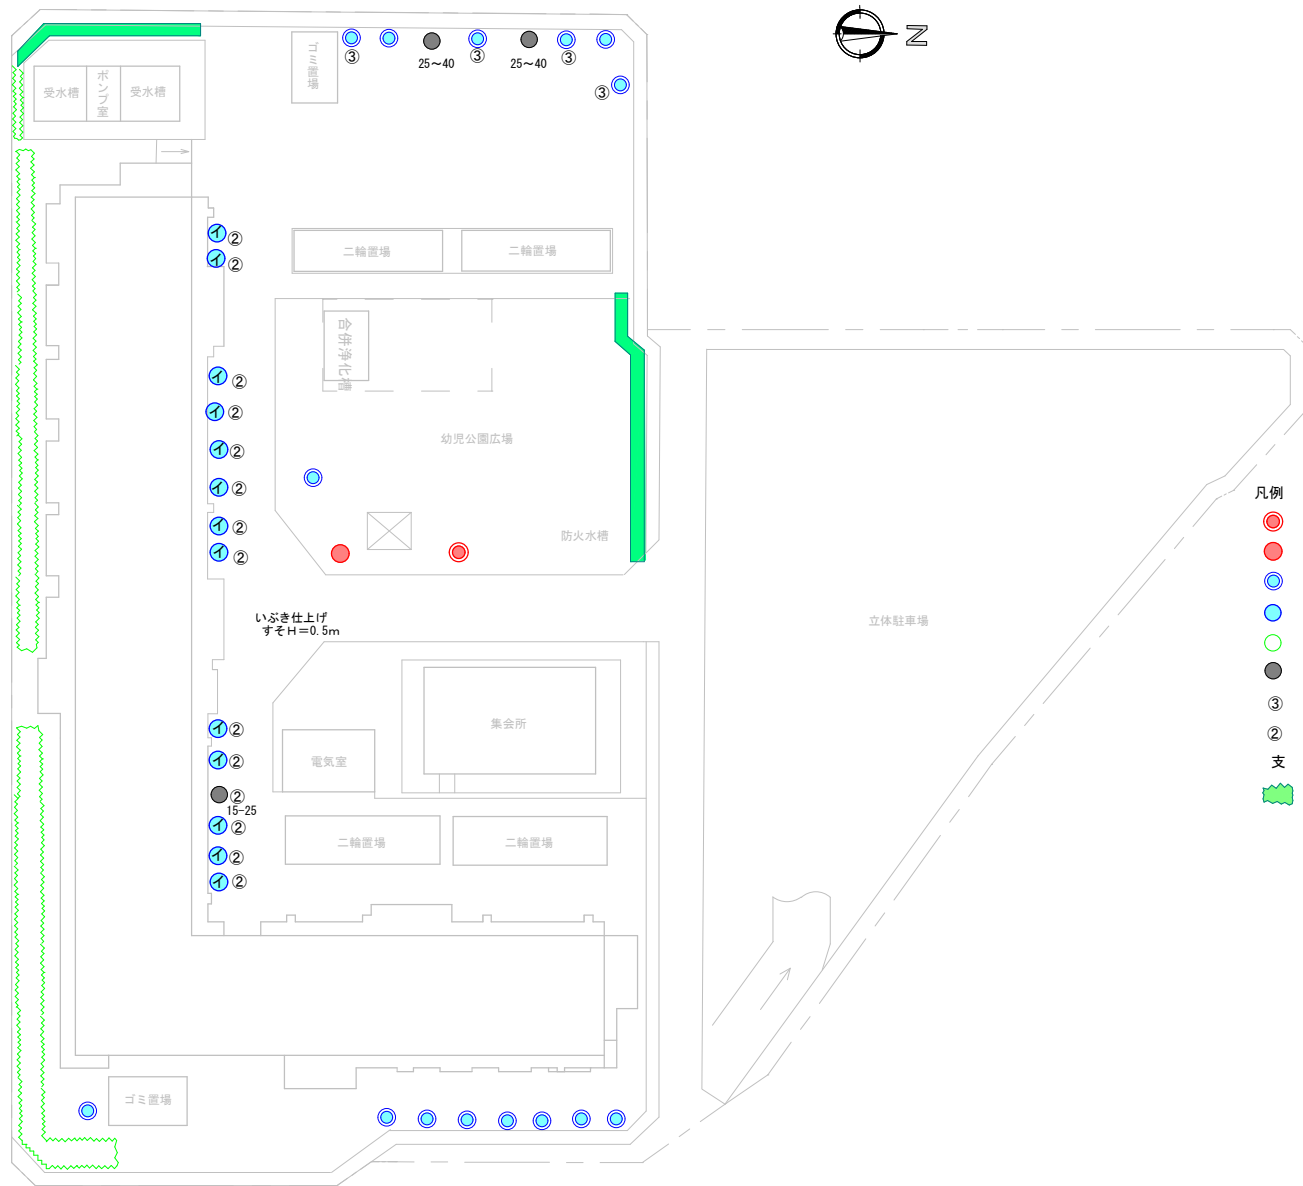 N
③
③
③
25～40
25～40
③
ゴミ置場
受水槽
ポンプ室
受水槽
イ②
イ②
二輪置場
二輪置場
合併浄化槽
イ②
イ②
イ②
イ②
イ②
イ②
幼児公園広場
防火水槽
凡例
③
②
支
いぶき仕上げ
すそH＝0.5m
立体駐車場
集会所
電気室
イ②
イ②
②
15-25
イ②
イ②
イ②
二輪置場
二輪置場
ゴミ置場